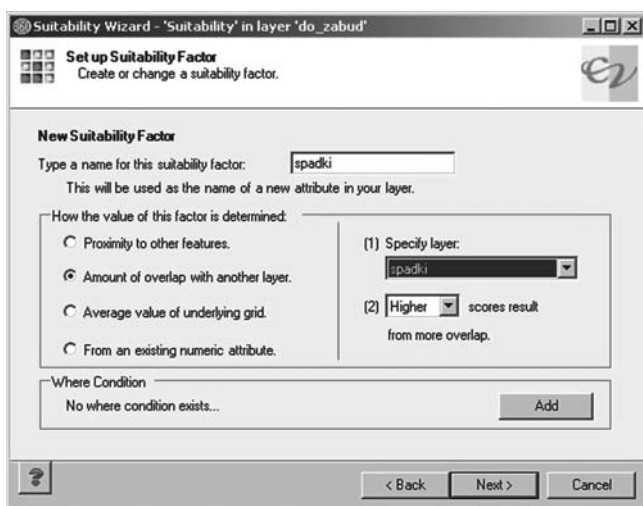 Suitability Wizard - 'Suitability' in layer 'do_zabud'
Set up Suitability Factor
Create or change a suitability factor.
New Suitability Factor
Type a name for this suitability factor: spadki
This will be used as the name of a new attribute in your layer.
How the value of this factor is determined:
Proximity to other features.
Amount of overlap with another layer.
Average value of underlying grid.
From an existing numeric attribute.
(1) Specify layer:
spadki
(2) Higher scores result
from more overlap.
Where Condition
No where condition exists...
Add
?
< Back Next > Cancel